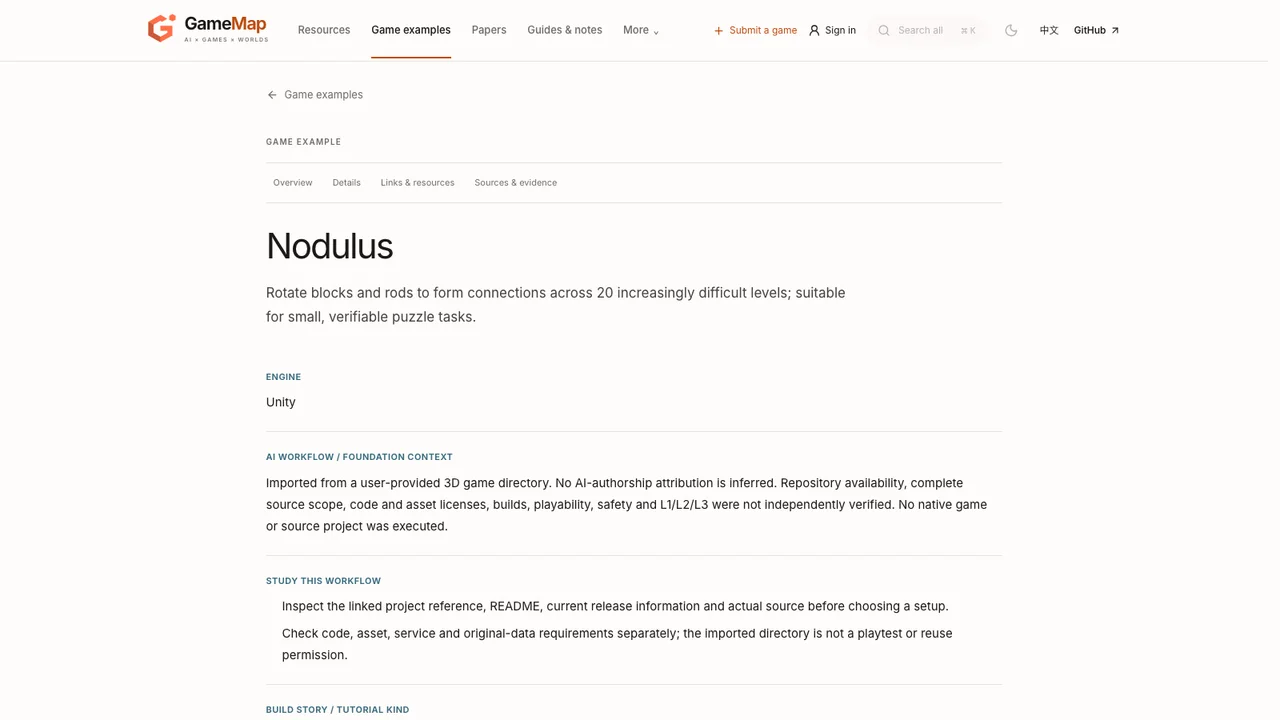 GameMap
AI × GAMES × WORLDS
Resources
Game examples
Papers
Guides & notes
More
+ Submit a game
Sign in
Search all
⌘ K
中文
GitHub ↗
← Game examples
GAME EXAMPLE
Overview
Details
Links & resources
Sources & evidence
Nodulus
Rotate blocks and rods to form connections across 20 increasingly difficult levels; suitable
for small, verifiable puzzle tasks.
ENGINE
Unity
AI WORKFLOW / FOUNDATION CONTEXT
Imported from a user-provided 3D game directory. No AI-authorship attribution is inferred. Repository availability, complete
source scope, code and asset licenses, builds, playability, safety and L1/L2/L3 were not independently verified. No native game
or source project was executed.
STUDY THIS WORKFLOW
Inspect the linked project reference, README, current release information and actual source before choosing a setup.
Check code, asset, service and original-data requirements separately; the imported directory is not a playtest or reuse
permission.
BUILD STORY / TUTORIAL KIND